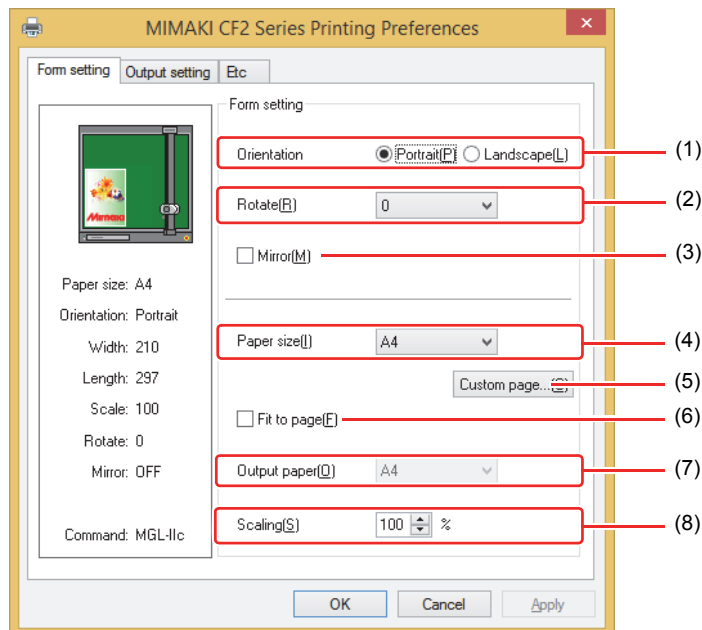 MIMAKI CF2 Series Printing Preferences
Form setting Output setting Etc
Form setting
Orientation Portrait(P) Landscape(L) (1)
Rotate(R) 0 (2)
Mirror(M) (3)
Mimaki
Paper size: A4
Orientation: Portrait
Width: 210
Length: 297
Scale: 100
Rotate: 0
Mirror: OFF
Command: MGL-IIc
Paper size(I) A4 (4)
Custom page...(C) (5)
Fit to page(F) (6)
Output paper(O) A4 (7)
Scaling(S) 100 % (8)
OK Cancel Apply